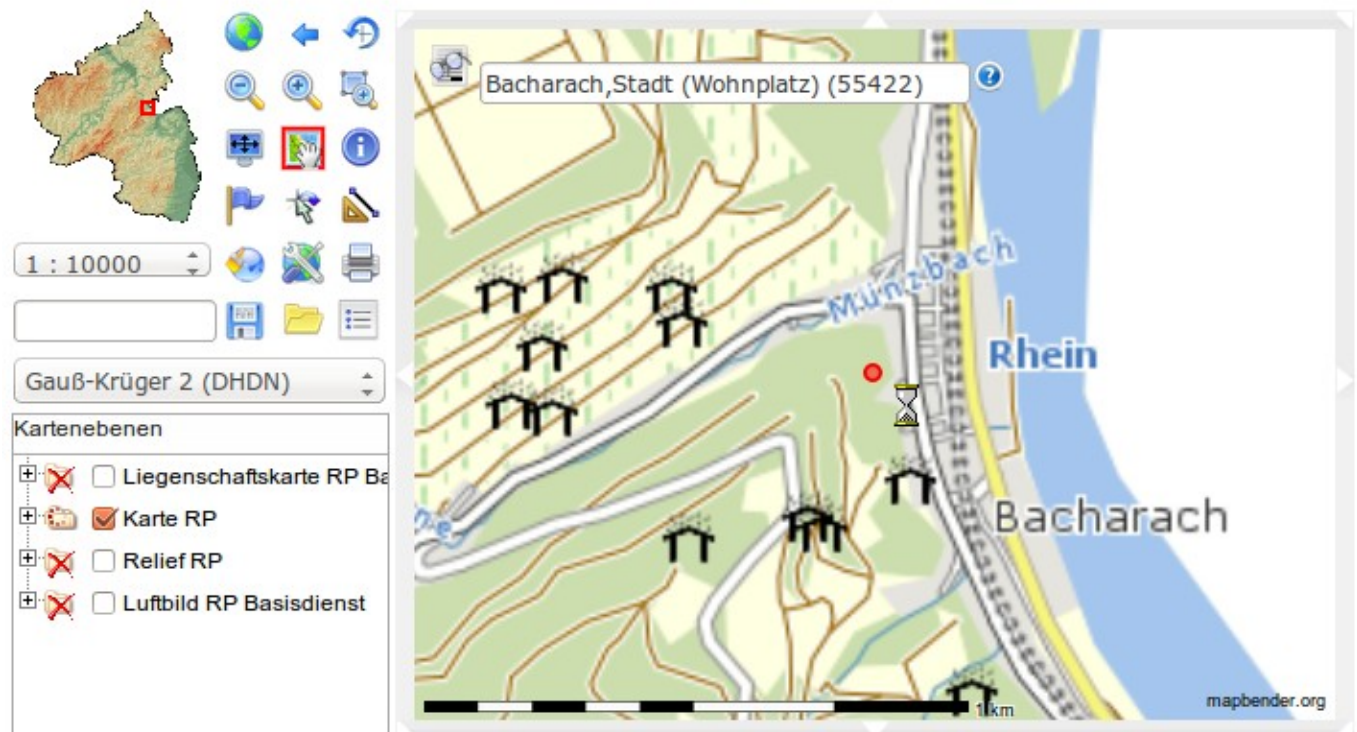 Bacharach,Stadt (Wohnplatz) (55422)
?
i
1 : 10000
Gauß-Krüger 2 (DHDN)
Kartenebenen
Liegenschaftskarte RP Ba
Karte RP
Relief RP
Luftbild RP Basisdienst
Münzbach
Rhein
Bacharach
1 km
mapbender.org